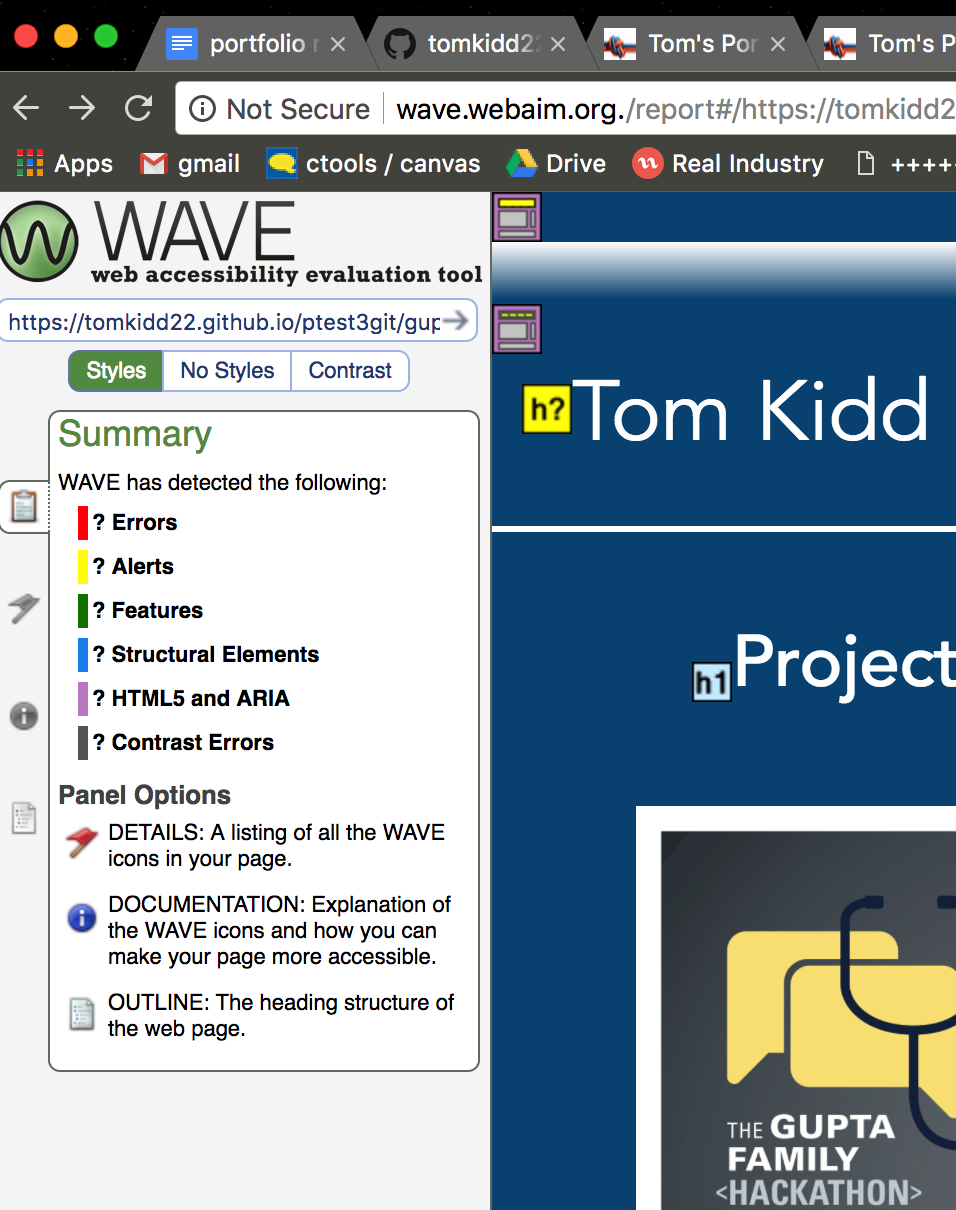 portfolio
tomkidd22
Tom's Por
Tom's P
Not Secure
wave.webaim.org./report#/https://tomkidd2
Apps
gmail
ctools / canvas
Drive
Real Industry
++++
WAVE
web accessibility evaluation tool
https://tomkidd22.github.io/ptest3git/gup
Styles
No Styles
Contrast
Summary
WAVE has detected the following:
? Errors
? Alerts
? Features
? Structural Elements
? HTML5 and ARIA
? Contrast Errors
Panel Options
DETAILS: A listing of all the WAVE
icons in your page.
DOCUMENTATION: Explanation of
the WAVE icons and how you can
make your page more accessible.
OUTLINE: The heading structure of
the web page.
h?
Tom Kidd
h1
Project
THE GUPTA
FAMILY
<HACKATHON>